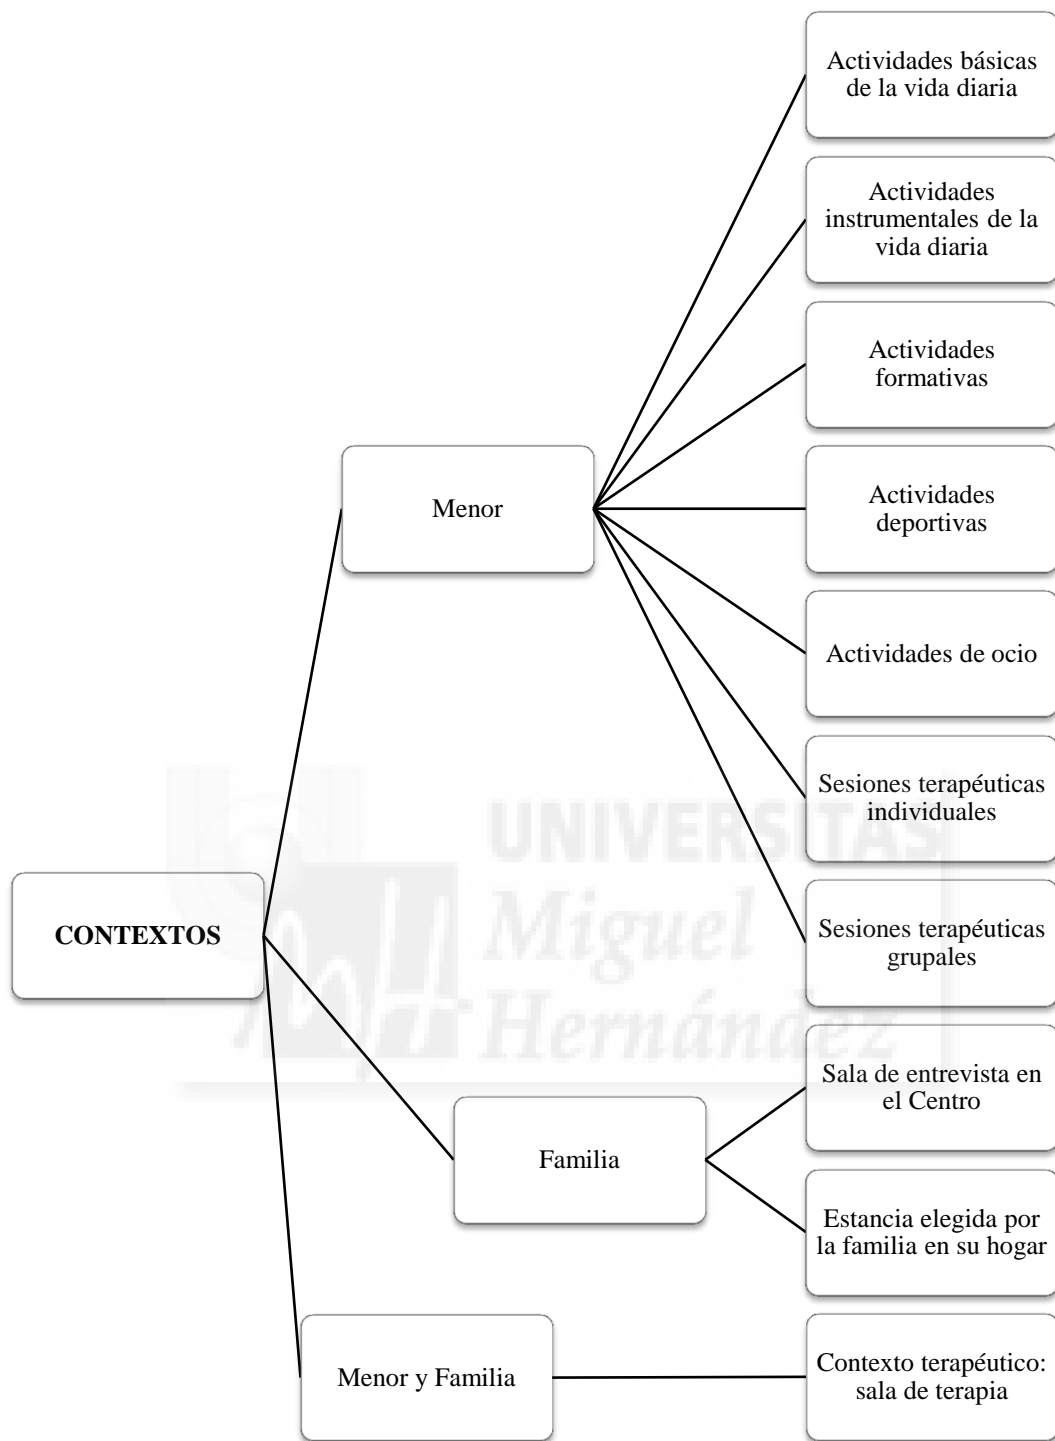 Actividades básicas
de la vida diaria
Actividades
instrumentales de la
vida diaria
Actividades
formativas
Menor
Actividades
deportivas
Actividades de ocio
Sesiones terapéuticas
individuales
UNIVERSITAS
Miguel
Hernández
CONTEXTOS
Sesiones terapéuticas
grupales
Sala de entrevista en
el Centro
Familia
Estancia elegida por
la familia en su hogar
Menor y Familia
Contexto terapéutico:
sala de terapia